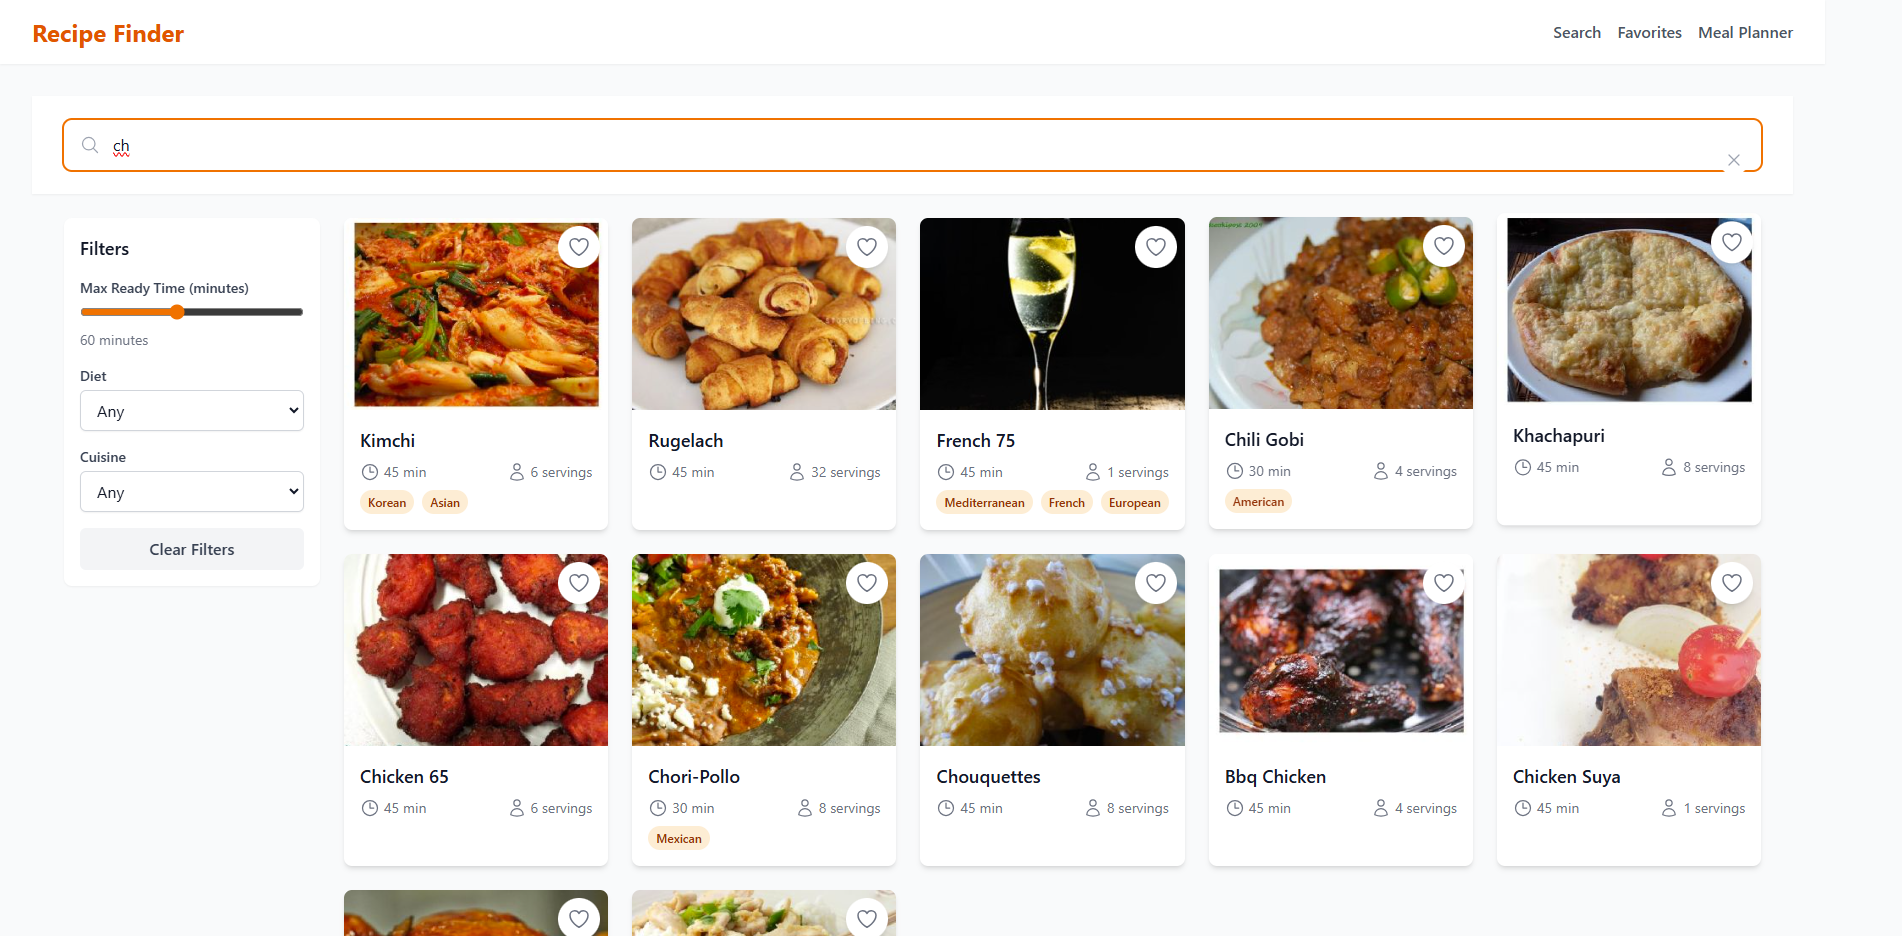 Recipe Finder
Search Favorites Meal Planner
ch
Filters
Max Ready Time (minutes)
60 minutes
Diet
Any
Cuisine
Any
Clear Filters
Kimchi
45 min 6 servings
Korean Asian
Rugelach
45 min 32 servings
French 75
45 min 1 servings
Mediterranean French European
Chili Gobi
30 min 4 servings
American
Khachapuri
45 min 8 servings
Chicken 65
45 min 6 servings
Chori-Pollo
30 min 8 servings
Mexican
Chouquettes
45 min 8 servings
Bbq Chicken
45 min 4 servings
Chicken Suya
45 min 1 servings